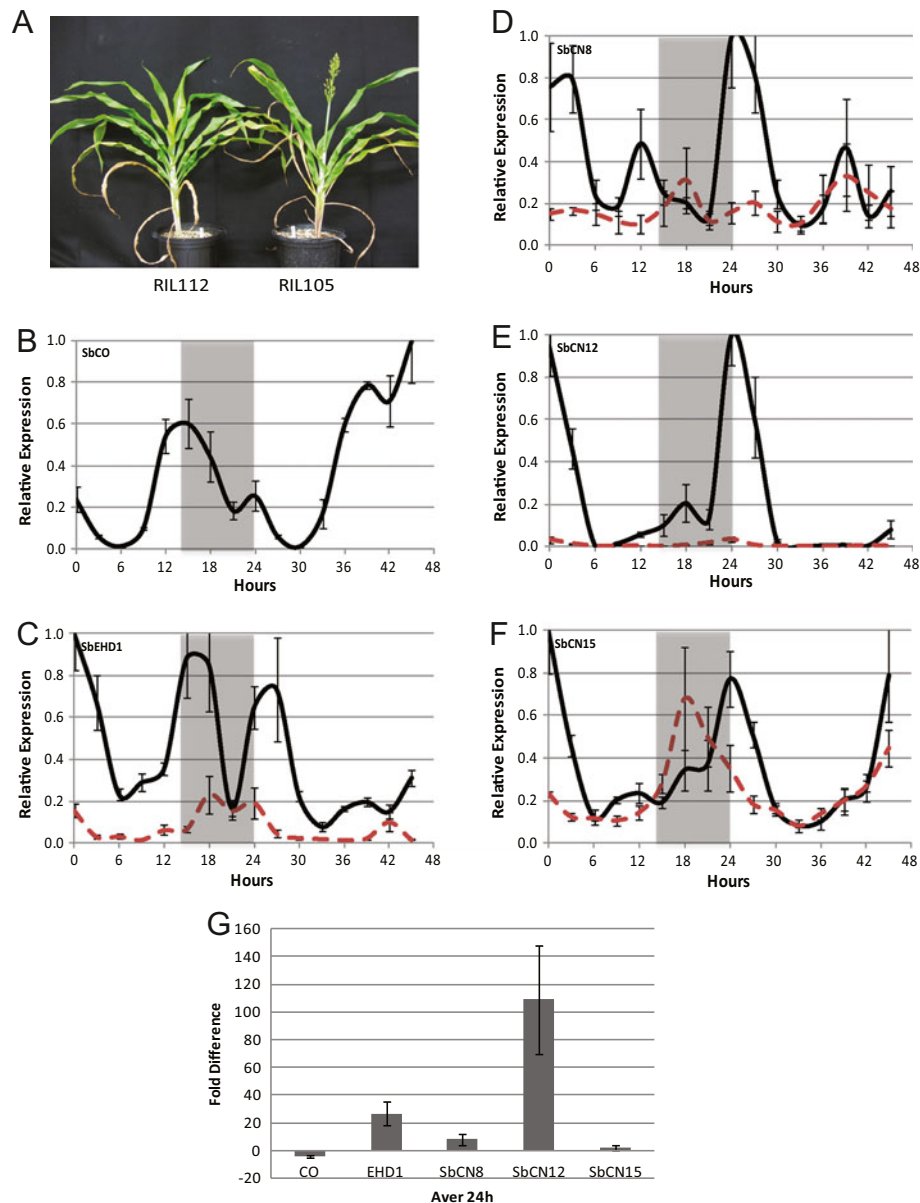 A
RIL112 RIL105
B
SbCO
Relative Expression
1.0
0.8
0.6
0.4
0.2
0.0
0 6 12 18 24 30 36 42 48
Hours
C
SbEHD1
Relative Expression
1.0
0.8
0.6
0.4
0.2
0.0
0 6 12 18 24 30 36 42 48
Hours
D
SbCN8
Relative Expression
1.0
0.8
0.6
0.4
0.2
0.0
0 6 12 18 24 30 36 42 48
Hours
E
SbCN12
Relative Expression
1.0
0.8
0.6
0.4
0.2
0.0
0 6 12 18 24 30 36 42 48
Hours
F
SbCN15
Relative Expression
1.0
0.8
0.6
0.4
0.2
0.0
0 6 12 18 24 30 36 42 48
Hours
G
Fold Difference
160
140
120
100
80
60
40
20
0
-20
CO EHD1 SbCN8 SbCN12 SbCN15
Aver 24h